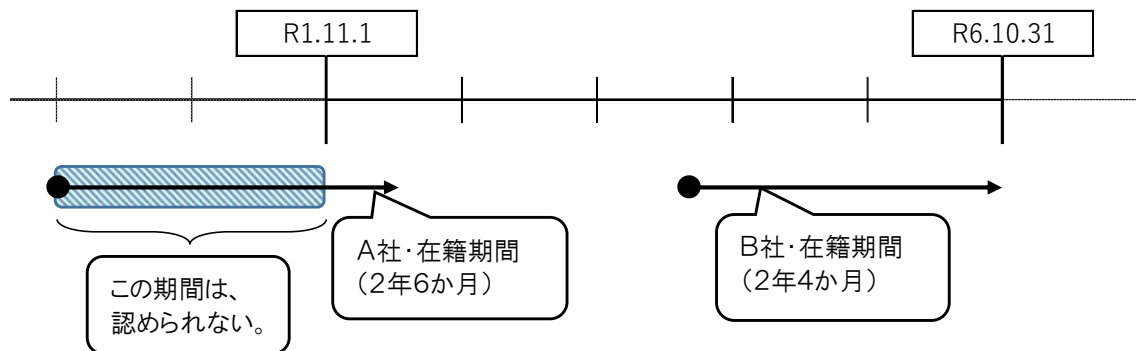 R1.11.1
R6.10.31
A社・在籍期間
（2年6か月）
B社・在籍期間
（2年4か月）
この期間は、
認められない。